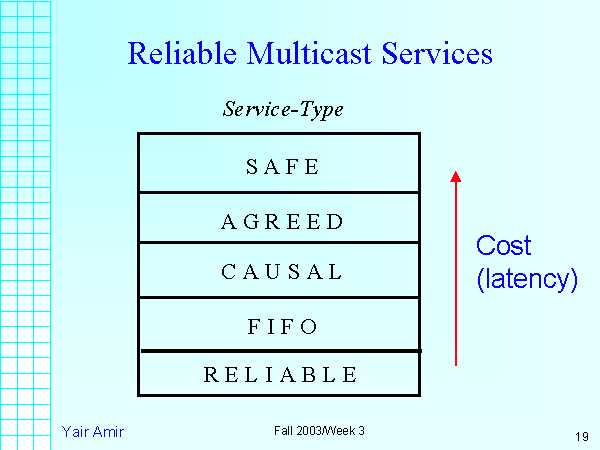 Reliable Multicast Services
Service-Type
SAFE
AGREED
CAUSAL
FIFO
RELIABLE
Cost
(latency)
Yair Amir
Fall 2003/Week 3
19